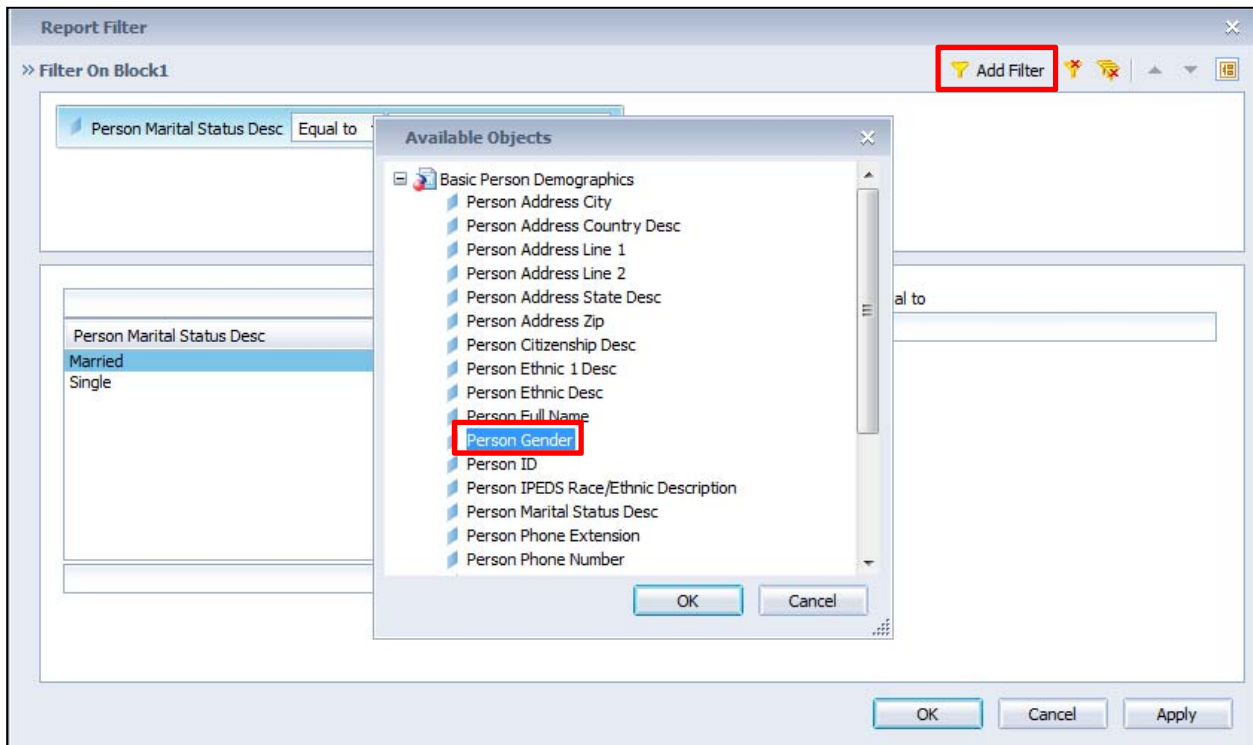 Report Filter
» Filter On Block1
Add Filter
Person Marital Status Desc Equal to
Available Objects
Basic Person Demographics
Person Address City
Person Address Country Desc
Person Address Line 1
Person Address Line 2
Person Address State Desc
Person Address Zip
Person Citizenship Desc
Person Ethnic 1 Desc
Person Ethnic Desc
Person Full Name
Person Gender
Person ID
Person IPEDS Race/Ethnic Description
Person Marital Status Desc
Person Phone Extension
Person Phone Number
OK Cancel
Person Marital Status Desc
Married
Single
al to
OK Cancel Apply